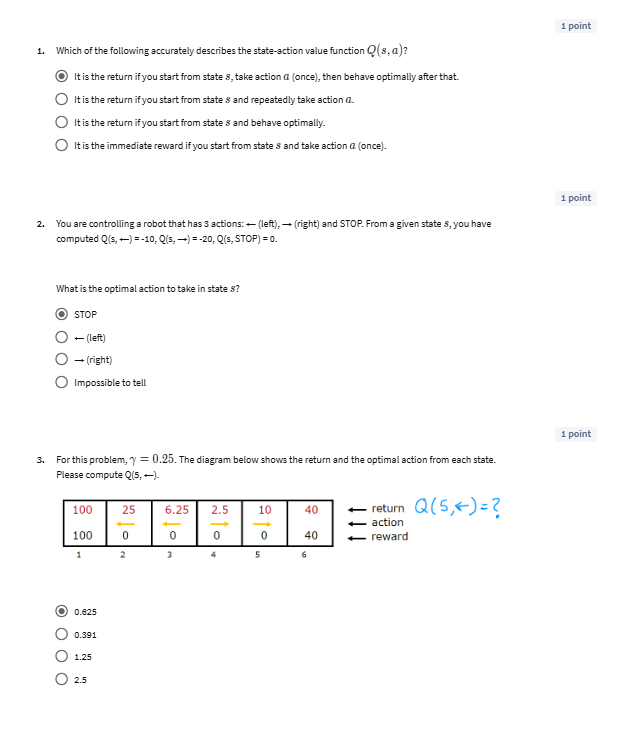 1 point
1. Which of the following accurately describes the state-action value function Q(s, a)?
It is the return if you start from state s, take action a (once), then behave optimally after that.
It is the return if you start from state s and repeatedly take action a.
It is the return if you start from state s and behave optimally.
It is the immediate reward if you start from state s and take action a (once).
1 point
2. You are controlling a robot that has 3 actions: ← (left), → (right) and STOP. From a given state s, you have
computed Q(s, ←) = -10, Q(s, →) = -20, Q(s, STOP) = 0.
What is the optimal action to take in state s?
STOP
← (left)
→ (right)
Impossible to tell
1 point
3. For this problem, γ = 0.25. The diagram below shows the return and the optimal action from each state.
Please compute Q(5, ←).
100 25 6.25 2.5 10 40 ← return Q(5,←)=?
← ← → → ← action
100 0 0 0 0 40 ← reward
1 2 3 4 5 6
0.625
0.391
1.25
2.5